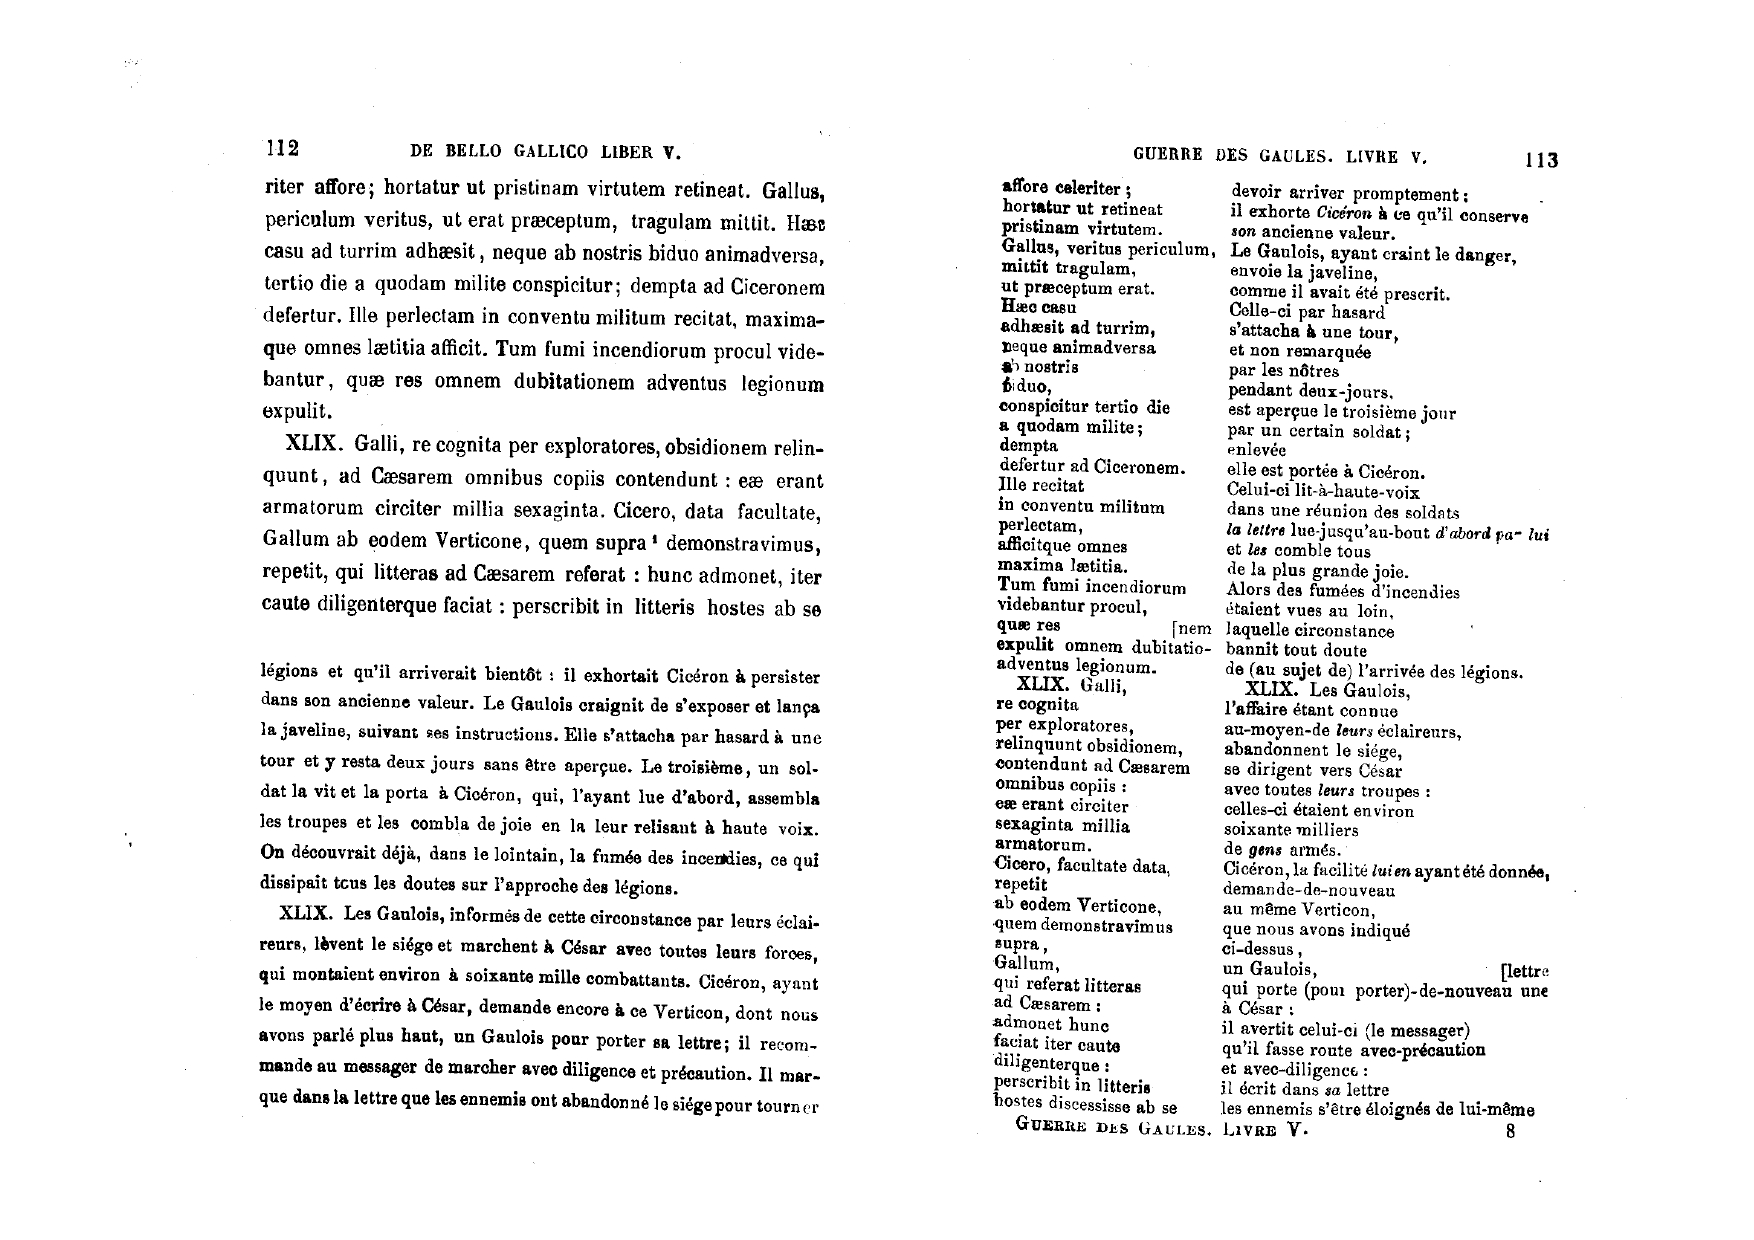 112 DE BELLO GALLICO LIBER V.
riter affore; hortatur ut pristinam virtutem retineat. Gallus,
periculum veritus, ut erat præceptum, tragulam mittit. Hæc
casu ad turrim adhæsit, neque ab nostris biduo animadversa,
tertio die a quodam milite conspicitur; dempta ad Ciceronem
defertur. Ille perlectam in conventu militum recitat, maxima-
que omnes lætitia afficit. Tum fumi incendiorum procul vide-
bantur, quæ res omnem dubitationem adventus legionum
expulit.
XLIX. Galli, re cognita per exploratores, obsidionem relin-
quunt, ad Cæsarem omnibus copiis contendunt : eæ erant
armatorum circiter millia sexaginta. Cicero, data facultate,
Gallum ab eodem Verticone, quem supra¹ demonstravimus,
repetit, qui litteras ad Cæsarem referat : hunc admonet, iter
caute diligenterque faciat : perscribit in litteris hostes ab se
légions et qu'il arriverait bientôt : il exhortait Cicéron à persister
dans son ancienne valeur. Le Gaulois craignit de s'exposer et lança
la javeline, suivant ses instructions. Elle s'attacha par hasard à une
tour et y resta deux jours sans être aperçue. Le troisième, un sol-
dat la vit et la porta à Cicéron, qui, l'ayant lue d'abord, assembla
les troupes et les combla de joie en la leur relisant à haute voix.
On découvrait déjà, dans le lointain, la fumée des incendies, ce qui
dissipait tous les doutes sur l'approche des légions.
XLIX. Les Gaulois, informés de cette circonstance par leurs éclai-
reurs, lèvent le siége et marchent à César avec toutes leurs forces,
qui montaient environ à soixante mille combattants. Cicéron, ayant
le moyen d'écrire à César, demande encore à ce Verticon, dont nous
avons parlé plus haut, un Gaulois pour porter sa lettre; il recom-
mande au messager de marcher avec diligence et précaution. Il mar-
que dans la lettre que les ennemis ont abandonné le siége pour tourner
GUERRE DES GAULES. LIVRE V. 113
affore celeriter ;
hortatur ut retineat
pristinam virtutem.
Gallus, veritus periculum,
mittit tragulam,
ut præceptum erat.
Hæc casu
adhæsit ad turrim,
neque animadversa
ab nostris
biduo,
conspicitur tertio die
a quodam milite;
dempta
defertur ad Ciceronem.
Ille recitat
in conventu militum
perlectam,
afficitque omnes
maxima lætitia.
Tum fumi incendiorum
videbantur procul,
quæ res [nem
expulit omnem dubitatio-
adventus legionum.
XLIX. Galli,
re cognita
per exploratores,
relinquunt obsidionem,
contendunt ad Cæsarem
omnibus copiis :
eæ erant circiter
sexaginta millia
armatorum.
Cicero, facultate data,
repetit
ab eodem Verticone,
quem demonstravimus
supra,
Gallum,
qui referat litteras
ad Cæsarem :
admonet hunc
faciat iter caute
diligenterque :
perscribit in litteris
hostes discessisse ab se
devoir arriver promptement :
il exhorte Cicéron à ce qu'il conserve
son ancienne valeur.
Le Gaulois, ayant craint le danger,
envoie la javeline,
comme il avait été prescrit.
Celle-ci par hasard
s'attacha à une tour,
et non remarquée
par les nôtres
pendant deux-jours,
est aperçue le troisième jour
par un certain soldat ;
enlevée
elle est portée à Cicéron.
Celui-ci lit-à-haute-voix
dans une réunion des soldats
la lettre lue-jusqu'au-bout d'abord par lui
et les comble tous
de la plus grande joie.
Alors des fumées d'incendies
étaient vues au loin,
laquelle circonstance
bannit tout doute
de (au sujet de) l'arrivée des légions.
XLIX. Les Gaulois,
l'affaire étant connue
au-moyen-de leurs éclaireurs,
abandonnent le siége,
se dirigent vers César
avec toutes leurs troupes :
celles-ci étaient environ
soixante milliers
de gens armés.
Cicéron, la facilité lui en ayant été donnée,
demande-de-nouveau
au même Verticon,
que nous avons indiqué
ci-dessus,
un Gaulois, [lettre
qui porte (pour porter)-de-nouveau une
à César :
il avertit celui-ci (le messager)
qu'il fasse route avec-précaution
et avec-diligence :
il écrit dans sa lettre
les ennemis s'être éloignés de lui-même
GUERRE DES GAULES. LIVRE V. 8